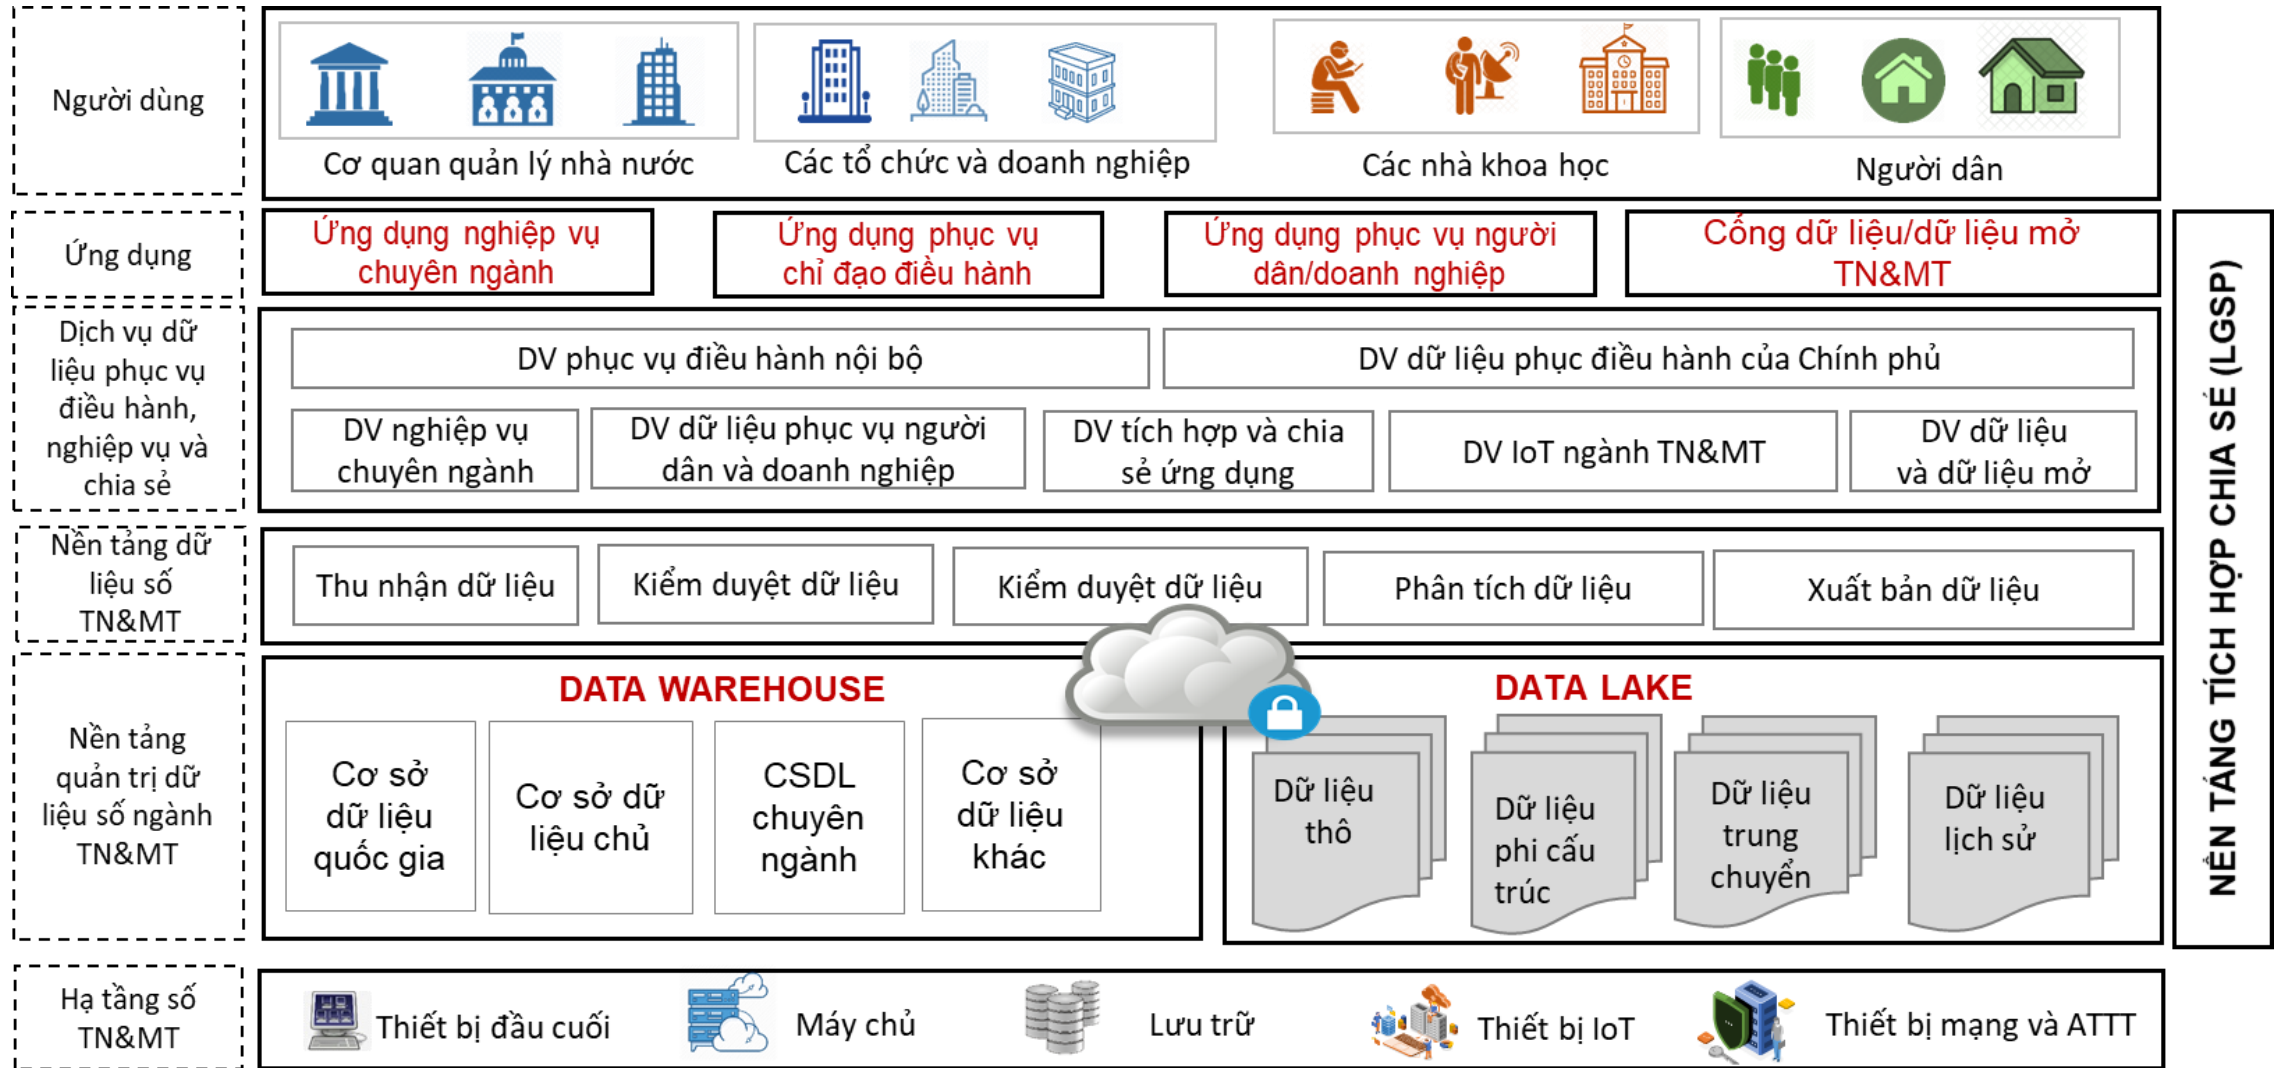 Người dùng
Cơ quan quản lý nhà nước
Các tổ chức và doanh nghiệp
Các nhà khoa học
Người dân
Ứng dụng
Ứng dụng nghiệp vụ
chuyên ngành
Ứng dụng phục vụ
chỉ đạo điều hành
Ứng dụng phục vụ người
dân/doanh nghiệp
Cổng dữ liệu/dữ liệu mở
TN&MT
Dịch vụ dữ
liệu phục vụ
điều hành,
nghiệp vụ và
chia sẻ
DV phục vụ điều hành nội bộ
DV dữ liệu phục điều hành của Chính phủ
DV nghiệp vụ
chuyên ngành
DV dữ liệu phục vụ người
dân và doanh nghiệp
DV tích hợp và chia
sẻ ứng dụng
DV IoT ngành TN&MT
DV dữ liệu
và dữ liệu mở
Nền tảng dữ
liệu số
TN&MT
Thu nhận dữ liệu
Kiểm duyệt dữ liệu
Kiểm duyệt dữ liệu
Phân tích dữ liệu
Xuất bản dữ liệu
Nền tảng
quản trị dữ
liệu số ngành
TN&MT
DATA WAREHOUSE
Cơ sở
dữ liệu
quốc gia
Cơ sở dữ
liệu chủ
CSDL
chuyên
ngành
Cơ sở
dữ liệu
khác
DATA LAKE
Dữ liệu
thô
Dữ liệu
phi cấu
trúc
Dữ liệu
trung
chuyển
Dữ liệu
lịch sử
NỀN TẢNG TÍCH HỢP CHIA SẺ (LGSP)
Hạ tầng số
TN&MT
Thiết bị đầu cuối
Máy chủ
Lưu trữ
Thiết bị IoT
Thiết bị mạng và ATTT